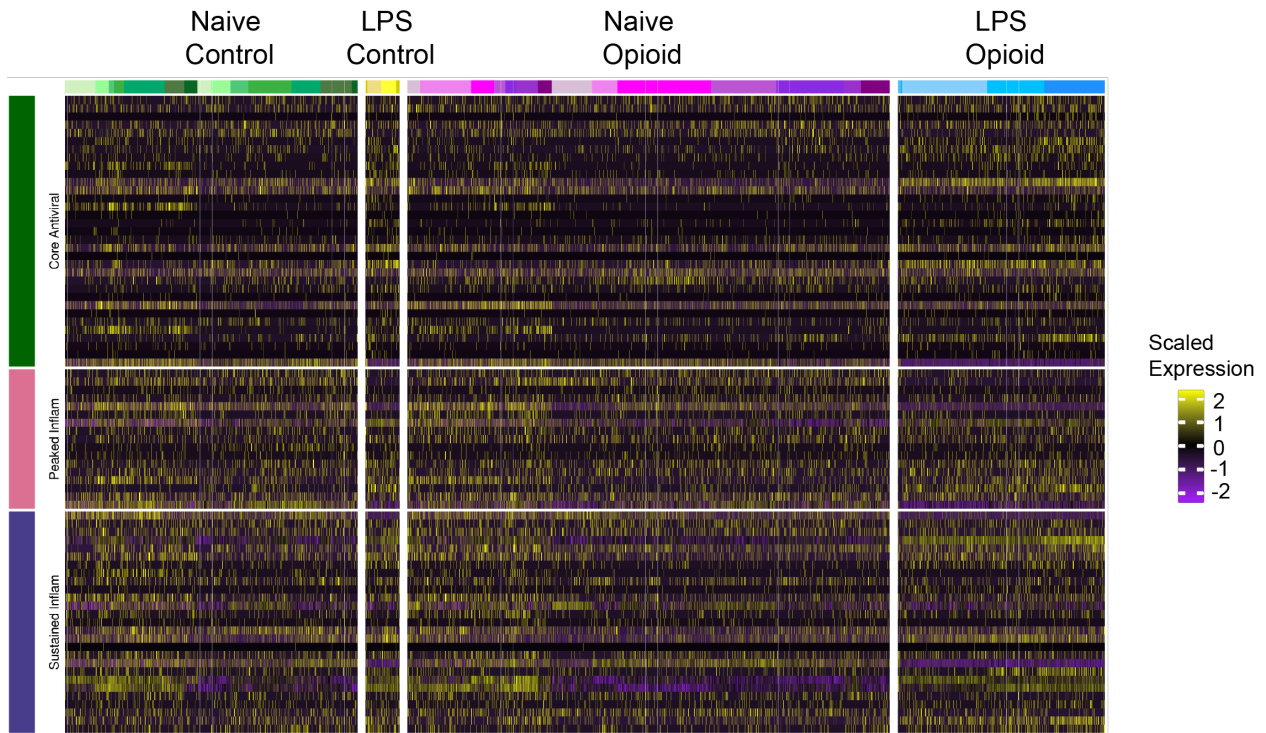 Naive
Control
LPS
Control
Naive
Opioid
LPS
Opioid
Core Antiviral
Peaked Inflam
Sustained Inflam
Scaled
Expression
2
1
0
-1
-2